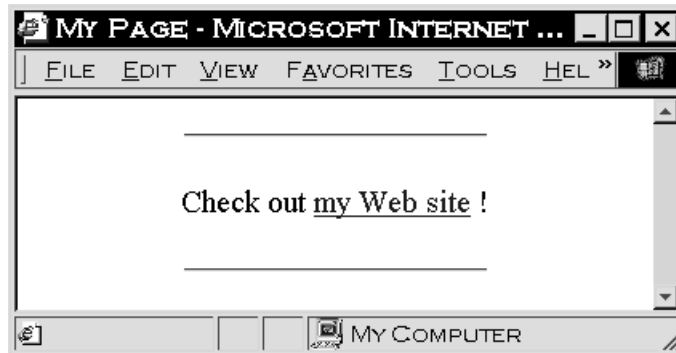 My Page - Microsoft Internet ...
File Edit View Favorites Tools Hel »
Check out my Web site !
My Computer